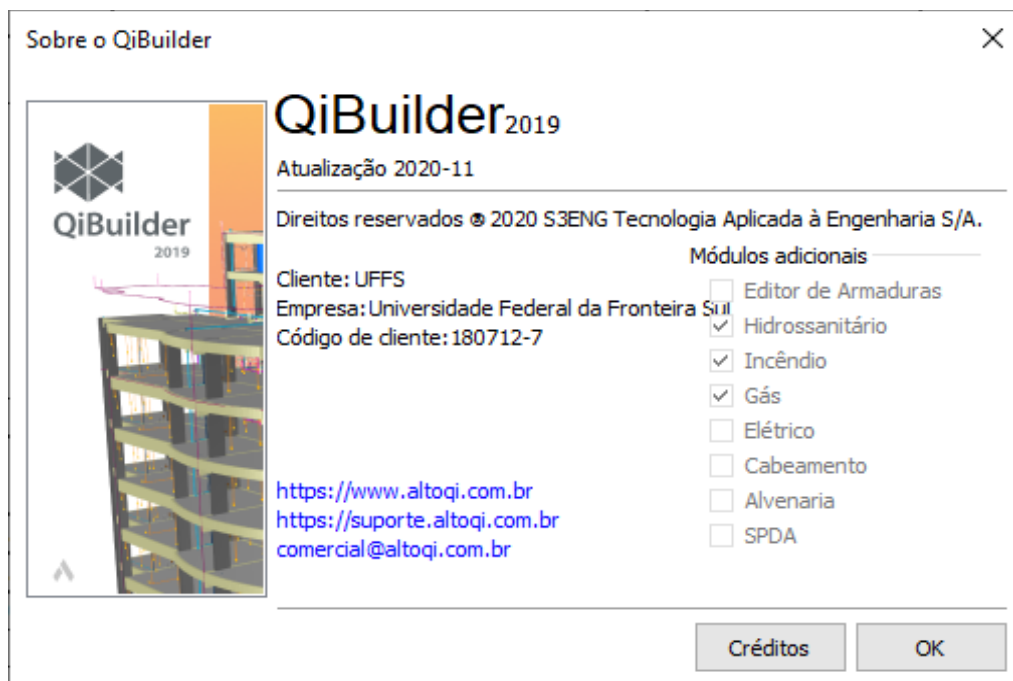 Sobre o QiBuilder
QiBuilder
2019
QiBuilder2019
Atualização 2020-11
Direitos reservados ® 2020 S3ENG Tecnologia Aplicada à Engenharia S/A.
Cliente: UFFS
Empresa: Universidade Federal da Fronteira Sul
Código de cliente: 180712-7
Módulos adicionais
Editor de Armaduras
Hidrossanitário
Incêndio
Gás
Elétrico
Cabeamento
Alvenaria
SPDA
https://www.altoqi.com.br
https://suporte.altoqi.com.br
comercial@altoqi.com.br
Créditos
OK